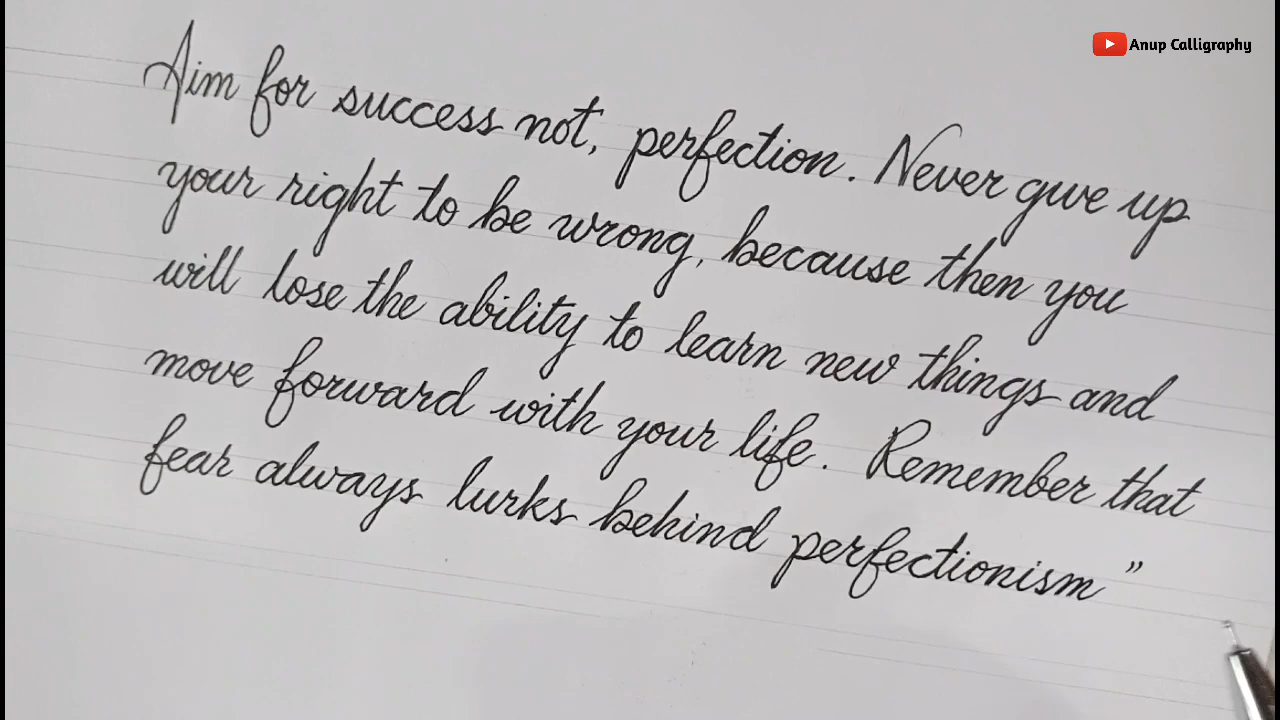 Anup Calligraphy
Aim for success not, perfection. Never give up
your right to be wrong, because then you
will lose the ability to learn new things and
move forward with your life. Remember that
fear always lurks behind perfectionism"